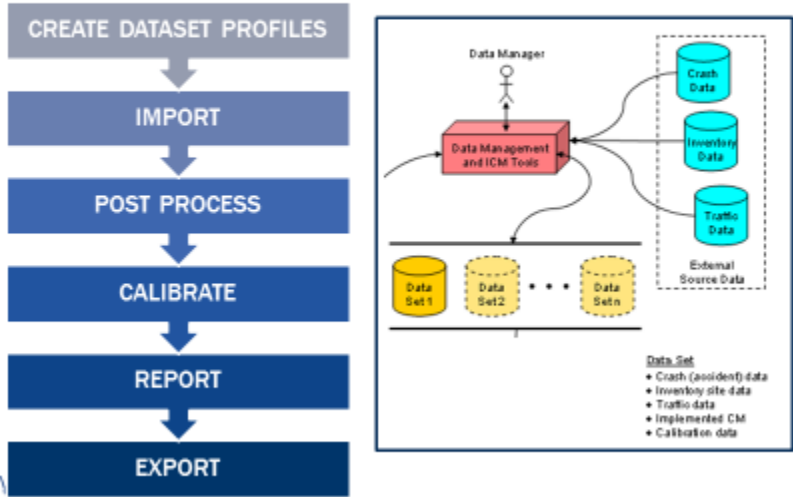 CREATE DATASET PROFILES
IMPORT
POST PROCESS
CALIBRATE
REPORT
EXPORT
Data Manager
Data Management
and ICM Tools
Crash
Data
Inventory
Data
Traffic
Data
External
Source Data
Data
Set 1
Data
Set2
• • •
Data
Setn
Data Set
+ Crash (accident) data
+ Inventory site data
+ Traffic data
+ Implemented CM
+ Calibration data